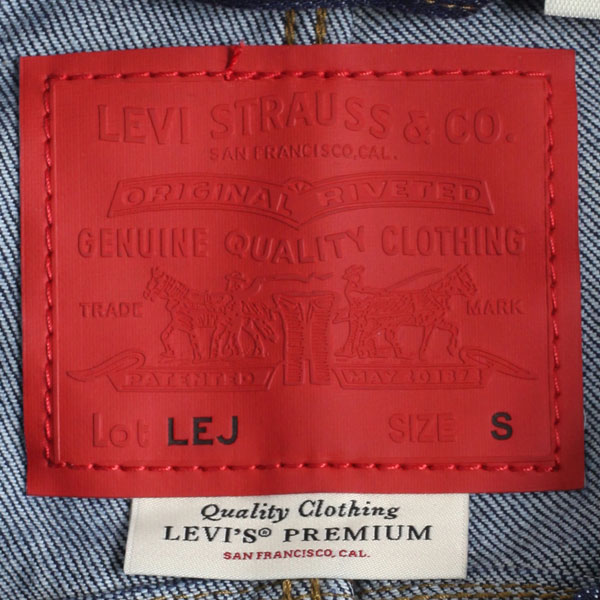 LEVI STRAUSS & CO.
SAN FRANCISCO, CAL.
ORIGINAL RIVETED
GENUINE QUALITY CLOTHING
TRADE MARK
PATENTED MAY 20 1873
Lot LEJ SIZE S
Quality Clothing
LEVI'S® PREMIUM
SAN FRANCISCO, CAL.